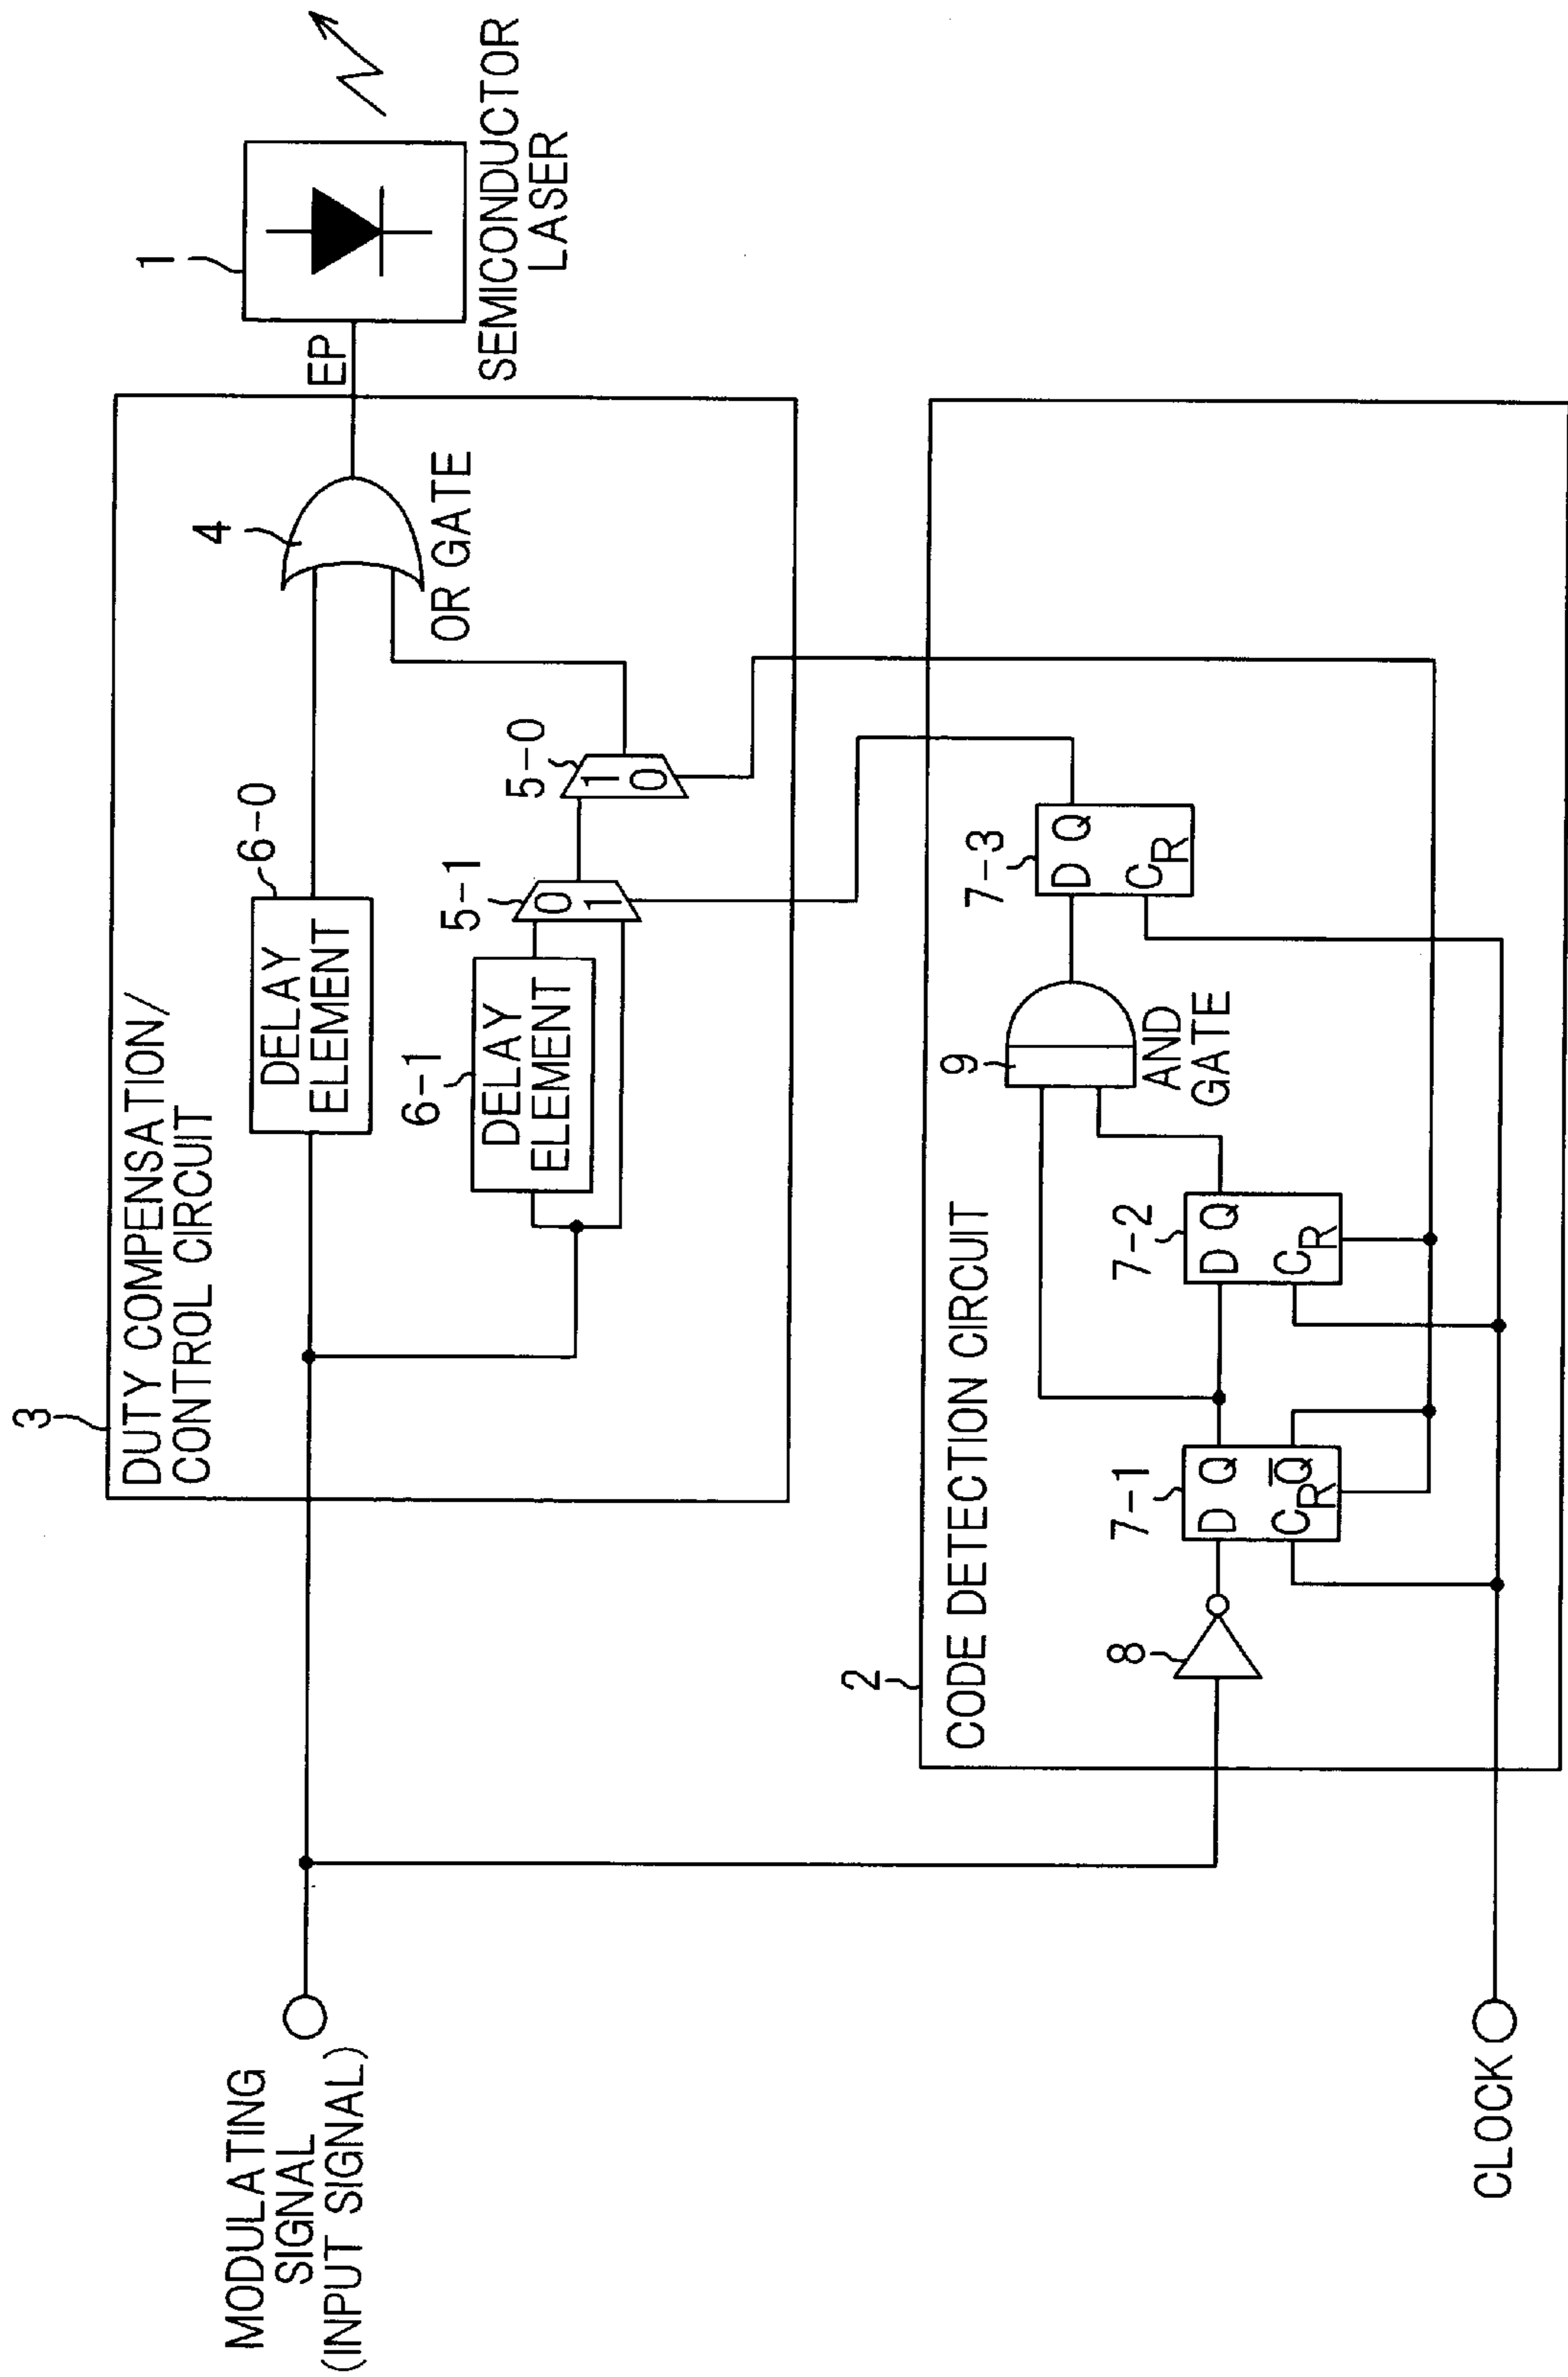 3
DUTY COMPENSATION/
CONTROL CIRCUIT
6-0
DELAY
ELEMENT
6-1
DELAY
ELEMENT
5-1
0
1
5-0
1
0
4
OR GATE
EP
1
SEMICONDUCTOR
LASER
MODULATING
SIGNAL
(INPUT SIGNAL)
2
CODE DETECTION CIRCUIT
8
7-1
D Q
C Q̅
R
7-2
D Q
C
R
9
AND
GATE
7-3
D Q
C
R
CLOCK